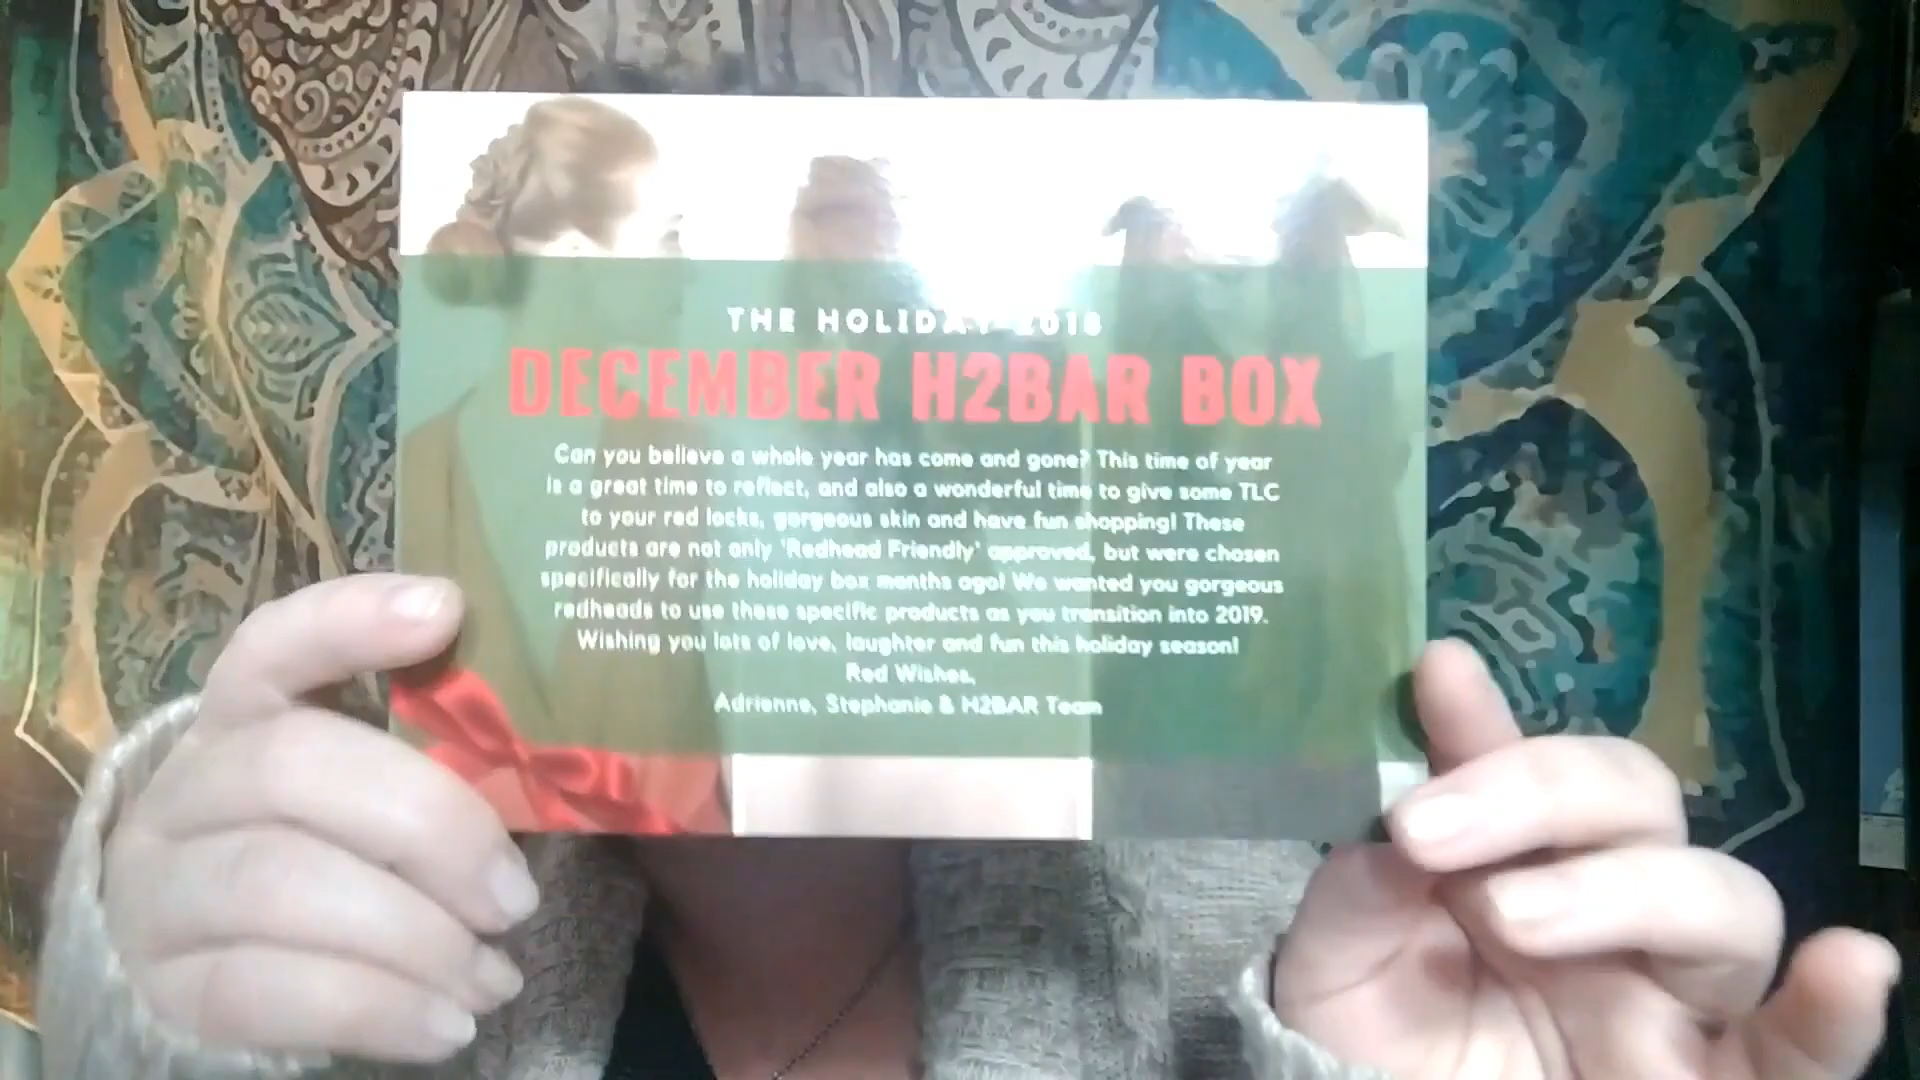 THE HOLIDAY 2018
DECEMBER H2BAR BOX
Can you believe a whole year has come and gone? This time of year
is a great time to reflect, and also a wonderful time to give some TLC
to your red locks, gorgeous skin and have fun shopping! These
products are not only 'Redhead Friendly' approved, but were chosen
specifically for the holiday box months ago! We wanted you gorgeous
redheads to use these specific products as you transition into 2019.
Wishing you lots of love, laughter and fun this holiday season!
Red Wishes,
Adrienne, Stephanie & H2BAR Team